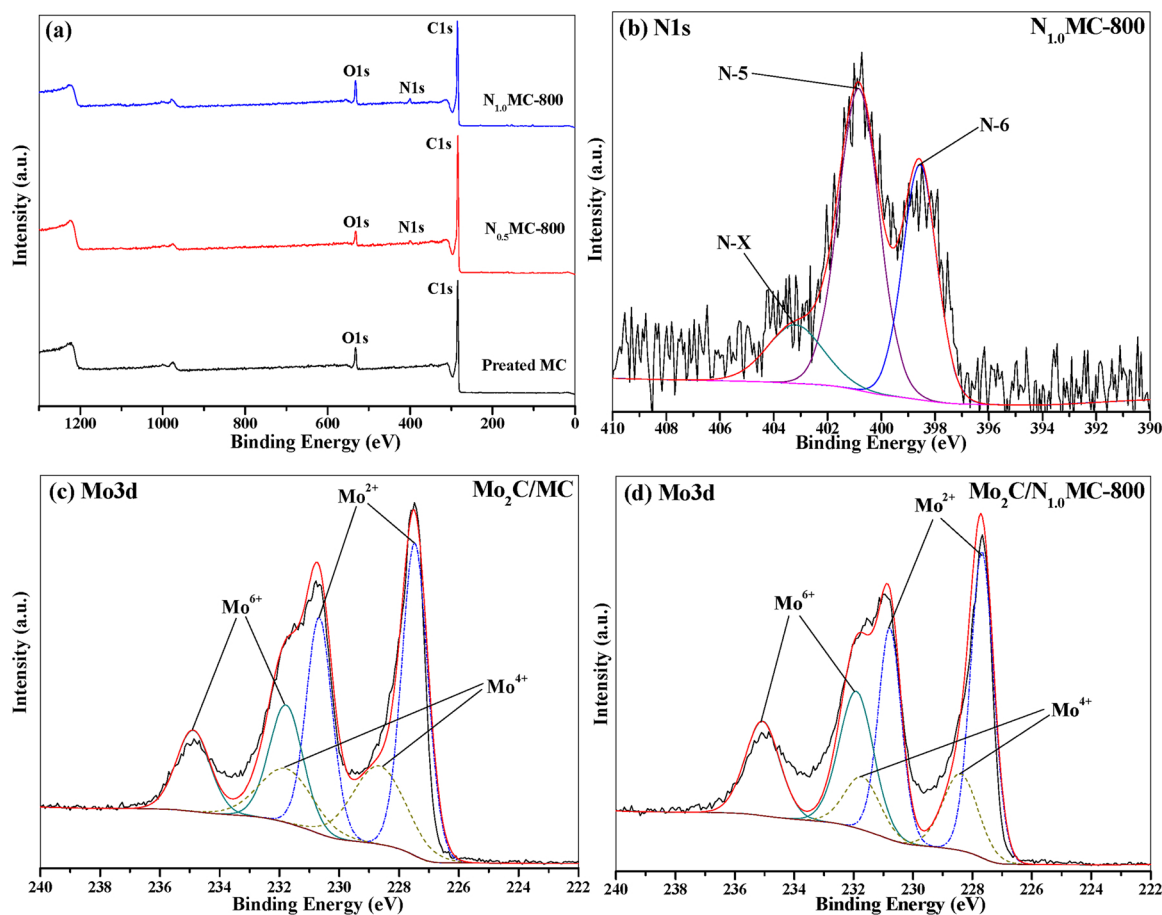 (a)
C1s
O1s
N1s
N1.0MC-800
C1s
O1s
N1s
N0.5MC-800
C1s
O1s
Preated MC
Intensity (a.u.)
1200 1000 800 600 400 200 0
Binding Energy (eV)
(b) N1s
N1.0MC-800
N-5
N-6
N-X
Intensity (a.u.)
410 408 406 404 402 400 398 396 394 392 390
Binding Energy (eV)
(c) Mo3d
Mo2C/MC
Mo2+
Mo6+
Mo4+
Intensity (a.u.)
240 238 236 234 232 230 228 226 224 222
Binding Energy (eV)
(d) Mo3d
Mo2C/N1.0MC-800
Mo2+
Mo6+
Mo4+
Intensity (a.u.)
240 238 236 234 232 230 228 226 224 222
Binding Energy (eV)